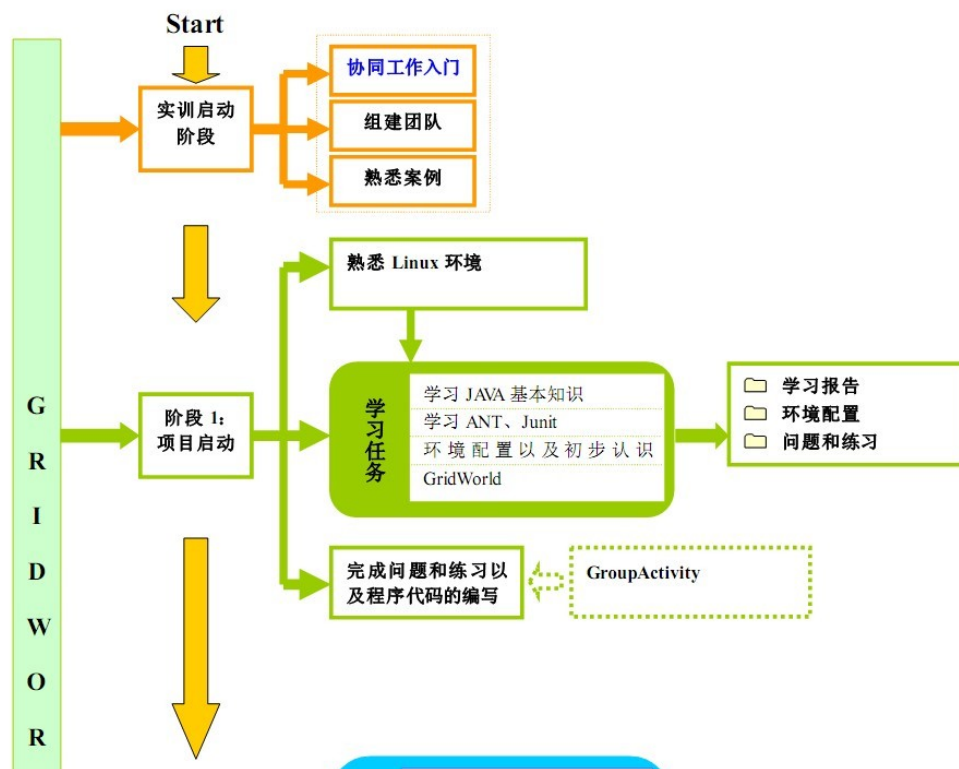 Start
协同工作入门
实训启动
阶段
组建团队
熟悉案例
熟悉 Linux 环境
G
R
I
D
W
O
R
阶段 1：
项目启动
学习任务
学习 JAVA 基本知识
学习 ANT、Junit
环境配置以及初步认识
GridWorld
学习报告
环境配置
问题和练习
完成问题和练习以
及程序代码的编写
GroupActivity